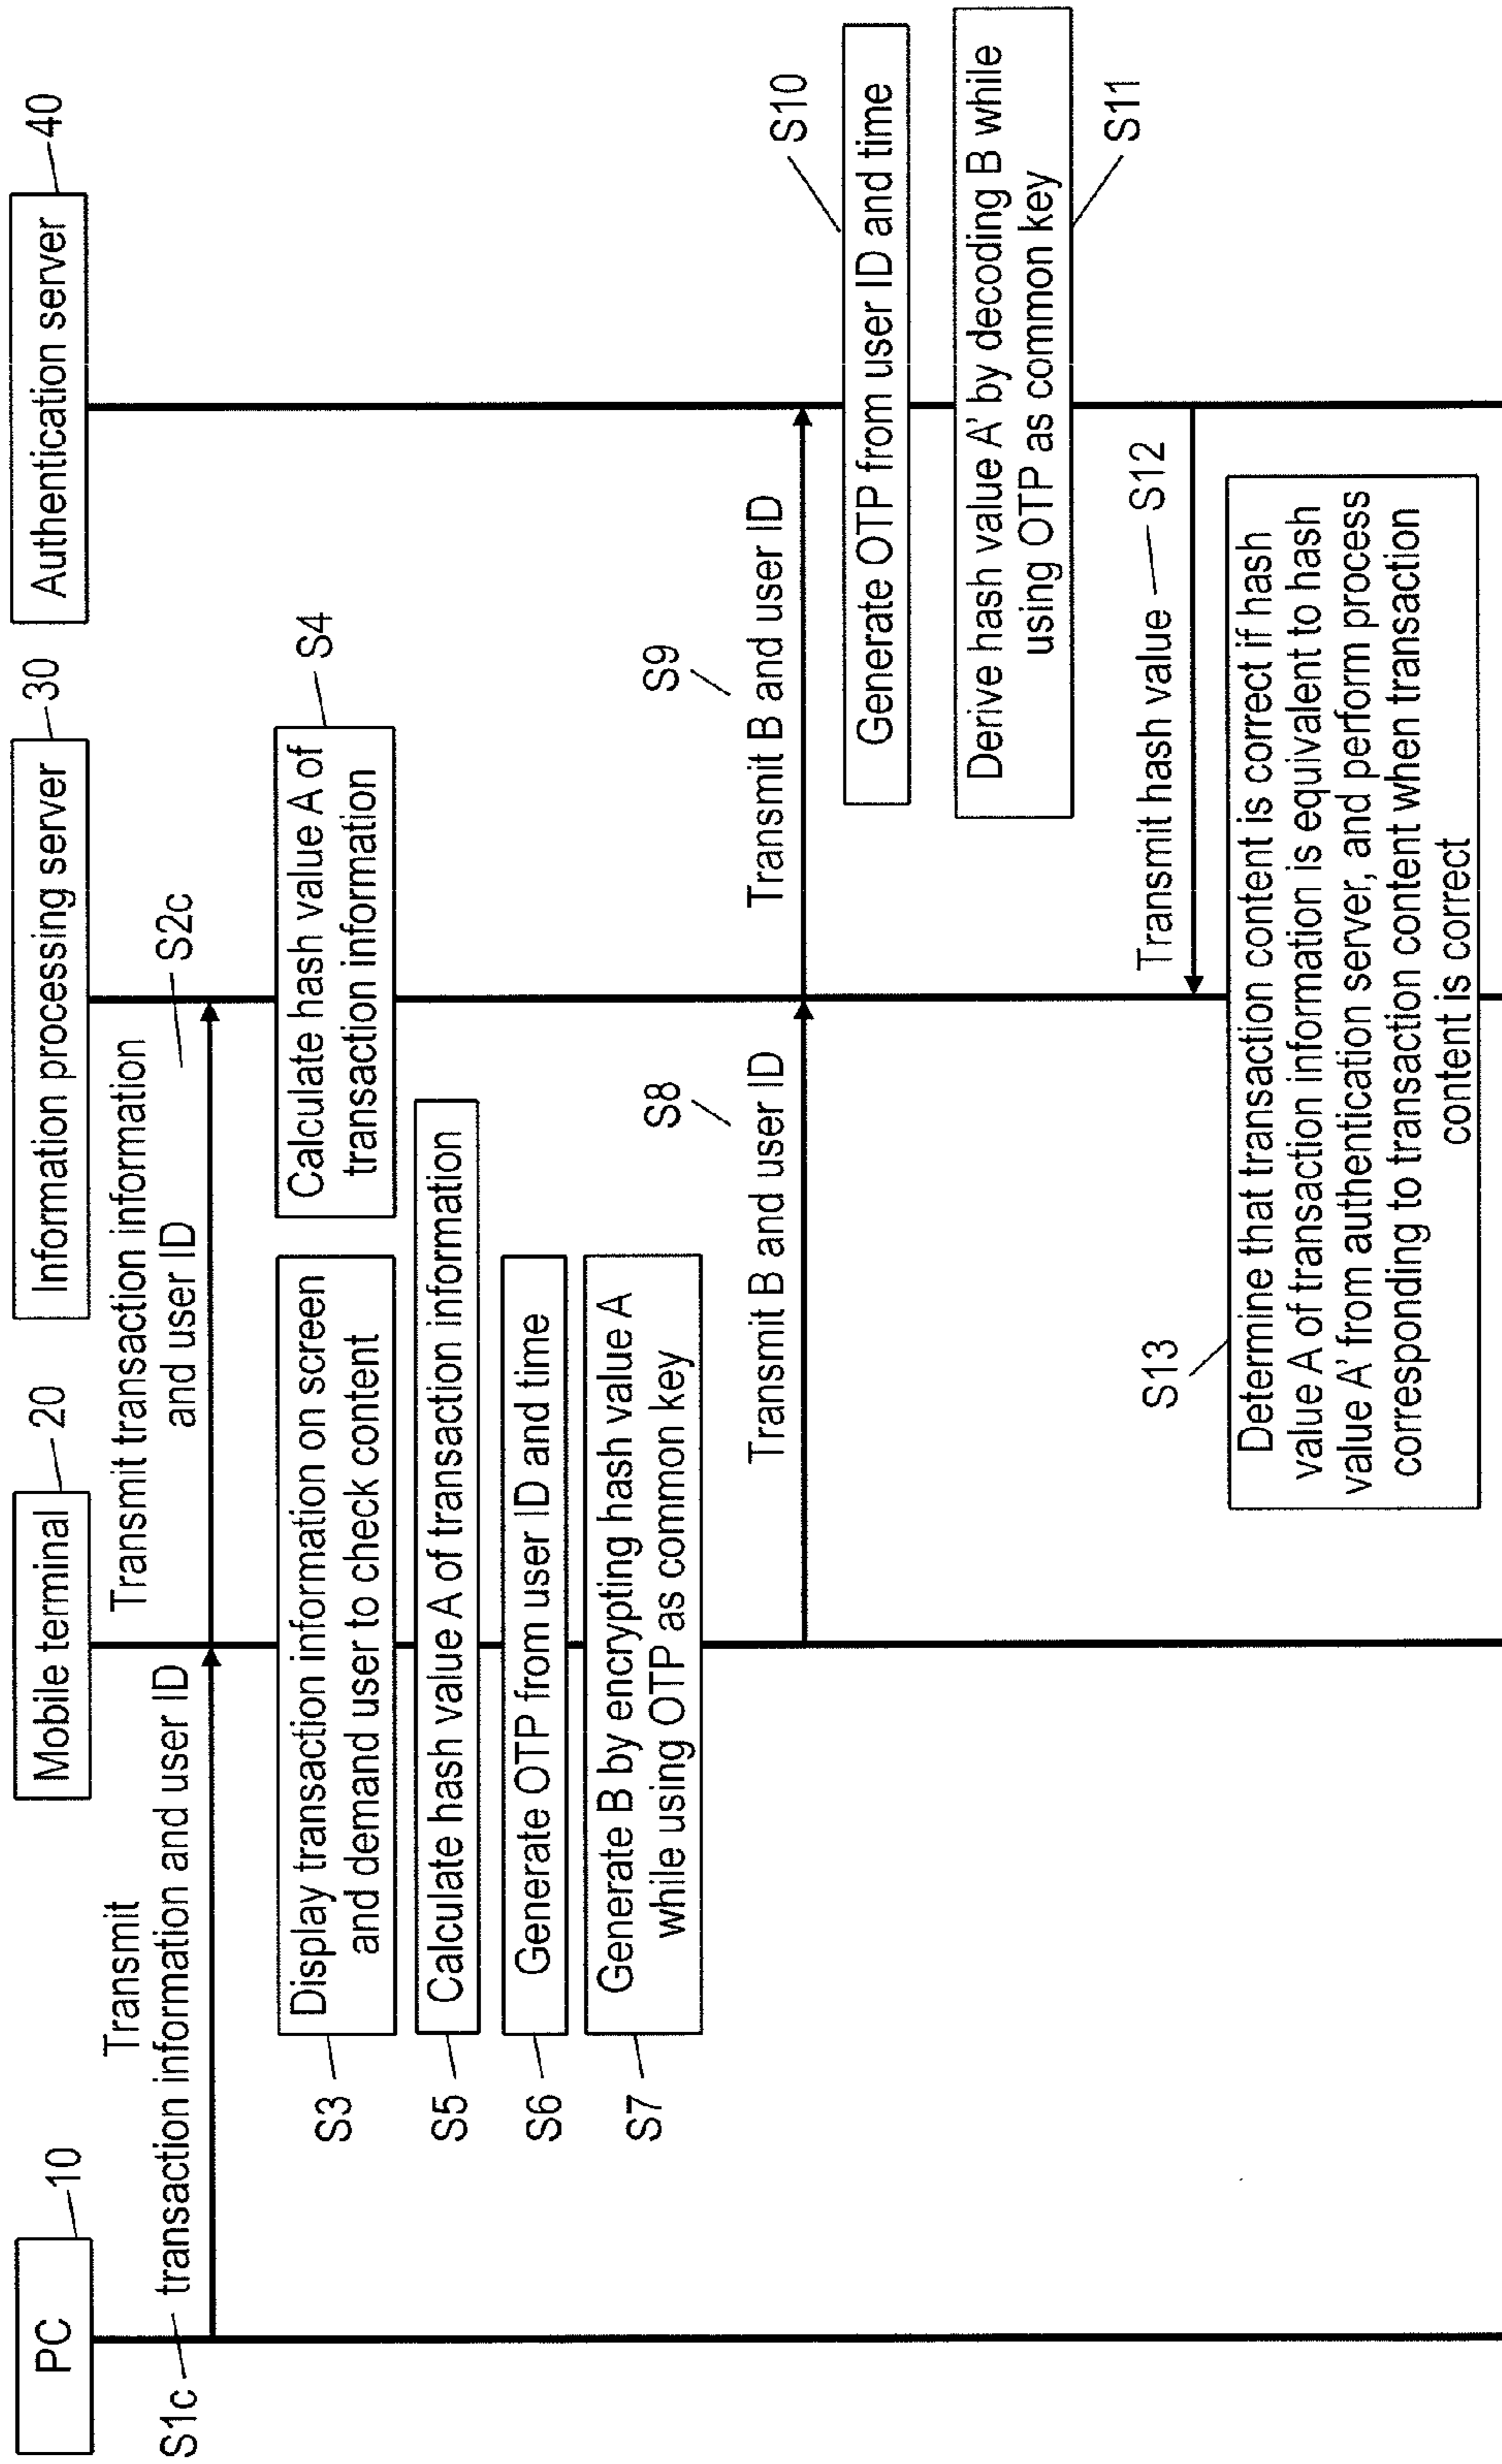 PC
10
Mobile terminal
20
Information processing server
30
Authentication server
40
S1c
Transmit
transaction information and user ID
Transmit transaction information
and user ID
S2c
S3
Display transaction information on screen
and demand user to check content
Calculate hash value A of
transaction information
S4
S5
Calculate hash value A of transaction information
S6
Generate OTP from user ID and time
S7
Generate B by encrypting hash value A
while using OTP as common key
S8
Transmit B and user ID
S9
Transmit B and user ID
S10
Generate OTP from user ID and time
Derive hash value A' by decoding B while
using OTP as common key
S11
Transmit hash value
S12
S13
Determine that transaction content is correct if hash
value A of transaction information is equivalent to hash
value A' from authentication server, and perform process
corresponding to transaction content when transaction
content is correct